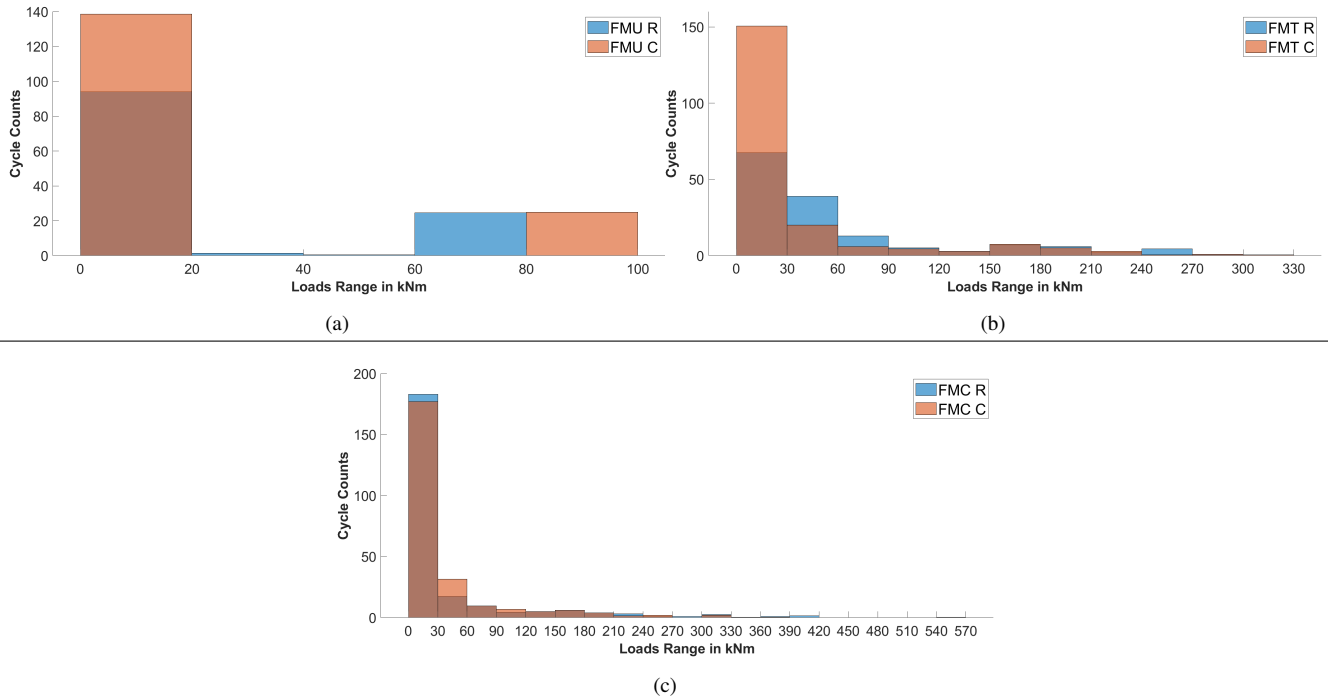 140
120
100
80
60
40
20
0
Cycle Counts
FMU R
FMU C
0 20 40 60 80 100
Loads Range in kNm
(a)
150
100
50
0
Cycle Counts
FMT R
FMT C
0 30 60 90 120 150 180 210 240 270 300 330
Loads Range in kNm
(b)
200
150
100
50
0
Cycle Counts
FMC R
FMC C
0 30 60 90 120 150 180 210 240 270 300 330 360 390 420 450 480 510 540 570
Loads Range in kNm
(c)